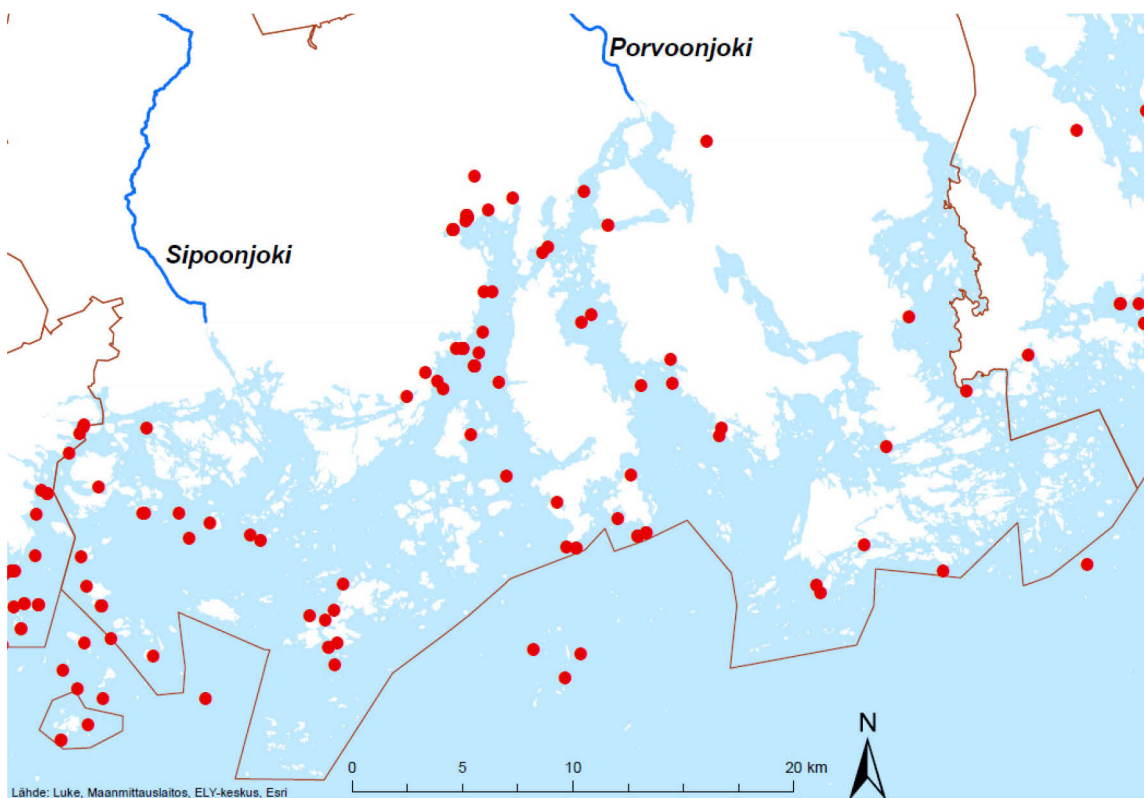 Porvoonjoki
Sipoonjoki
N
0 5 10 20 km
Lähde: Luke, Maanmittauslaitos, ELY-keskus, Esri